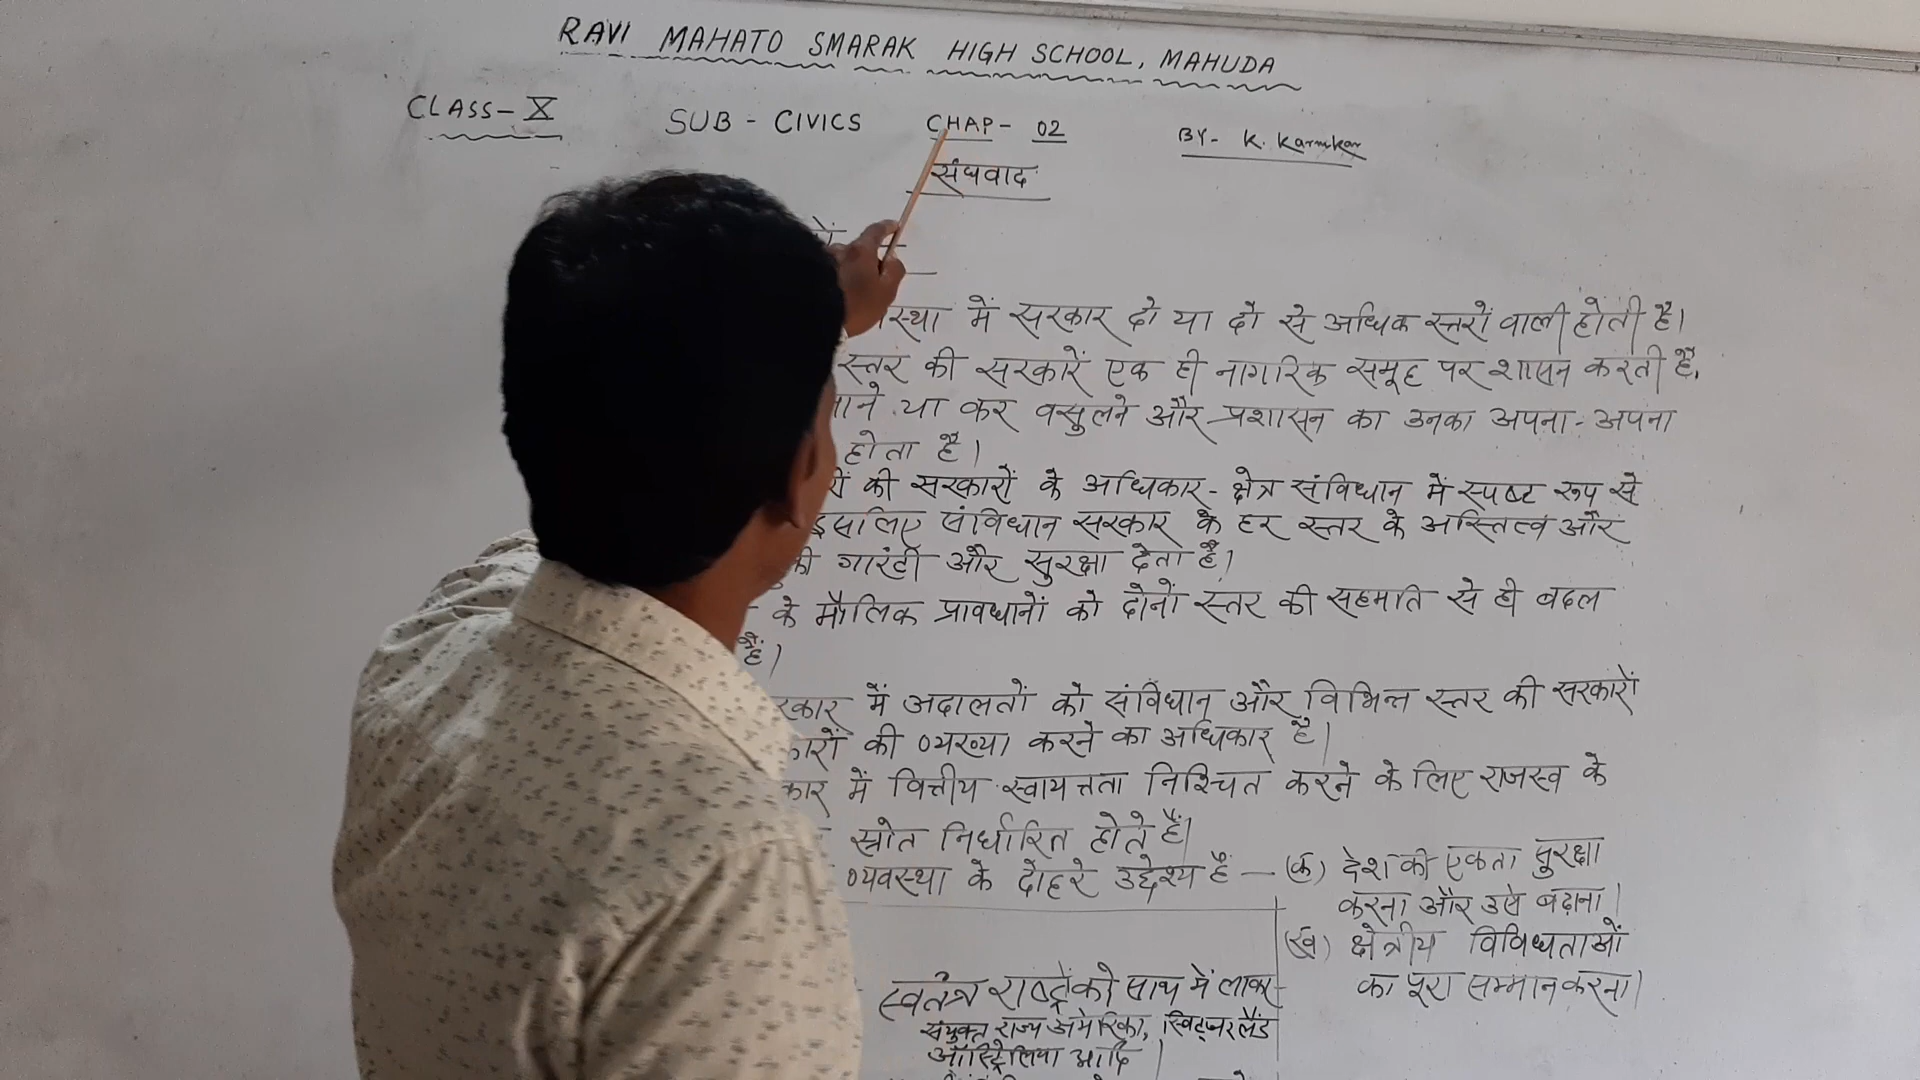 RAVI MAHATO SMARAK HIGH SCHOOL, MAHUDA
CLASS-X SUB - CIVICS CHAP- 02 BY- K. Karmkar
संघवाद
में सरकार दो या दो से अधिक स्तरों वाली होती है।
स्तर की सरकारें एक ही नागरिक समूह पर शासन करती है,
या कर वसुलने और प्रशासन का उनका अपना-अपना
होता है।
की सरकारों के अधिकार-क्षेत्र संविधान में स्पष्ट रूप से
इसलिए संविधान सरकार के हर स्तर के अस्तित्व और
की गारंटी और सुरक्षा देता है।
के मौलिक प्रावधानों को दोनों स्तर की सहमति से ही बदल
हैं।
में अदालतों को संविधान और विभिन्न स्तर की सरकारों
की व्यख्या करने का अधिकार है।
में वित्तीय स्वायत्तता निश्चित करने के लिए राजस्व के
स्रोत निर्धारित होते हैं।
व्यवस्था के दोहरे उद्देश्य हैं — (क) देश की एकता सुरक्षा
करना और उसे बढ़ाना।
(ख) क्षेत्रीय विविधताओं
का पूरा सम्मान करना।
स्वतंत्र राष्ट्रों को साथ में लाकर
संयुक्त राज्य अमेरिका, स्विट्जरलैंड
ऑस्ट्रेलिया आदि।